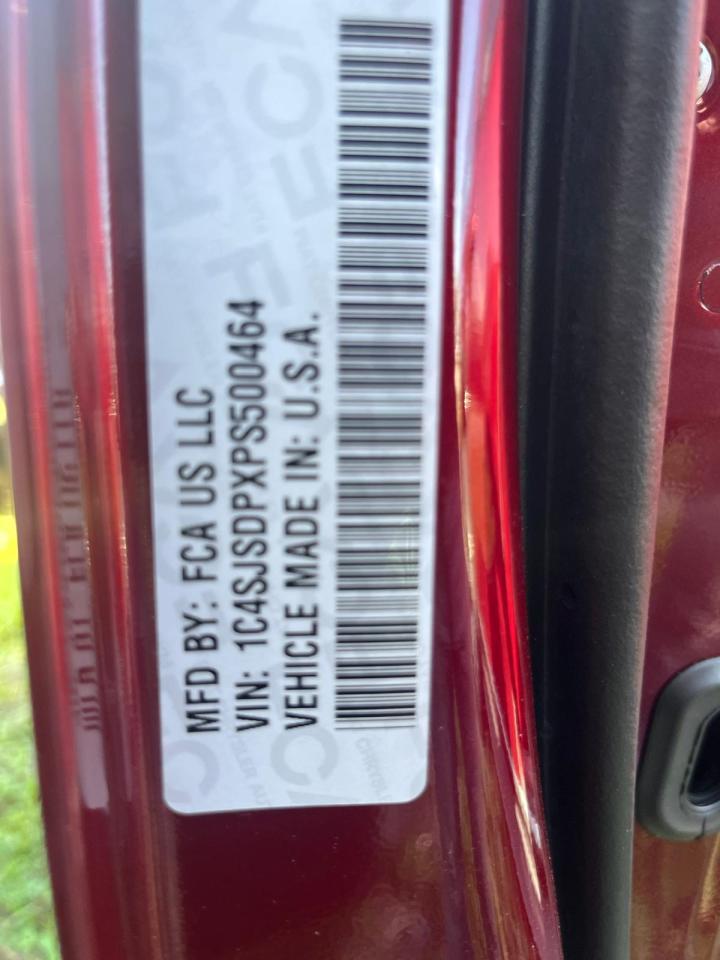 MFD BY: FCA US LLC
VIN: 1C4SJSDPXPS500464
VEHICLE MADE IN: U.S.A.